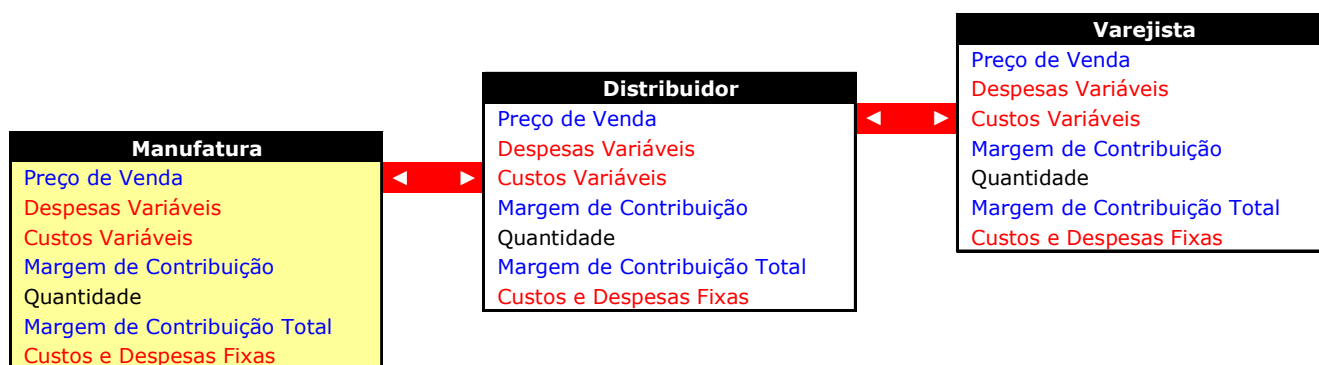 Manufatura
Preço de Venda
Despesas Variáveis
Custos Variáveis
Margem de Contribuição
Quantidade
Margem de Contribuição Total
Custos e Despesas Fixas
◄ ►
Distribuidor
Preço de Venda
Despesas Variáveis
Custos Variáveis
Margem de Contribuição
Quantidade
Margem de Contribuição Total
Custos e Despesas Fixas
◄ ►
Varejista
Preço de Venda
Despesas Variáveis
Custos Variáveis
Margem de Contribuição
Quantidade
Margem de Contribuição Total
Custos e Despesas Fixas